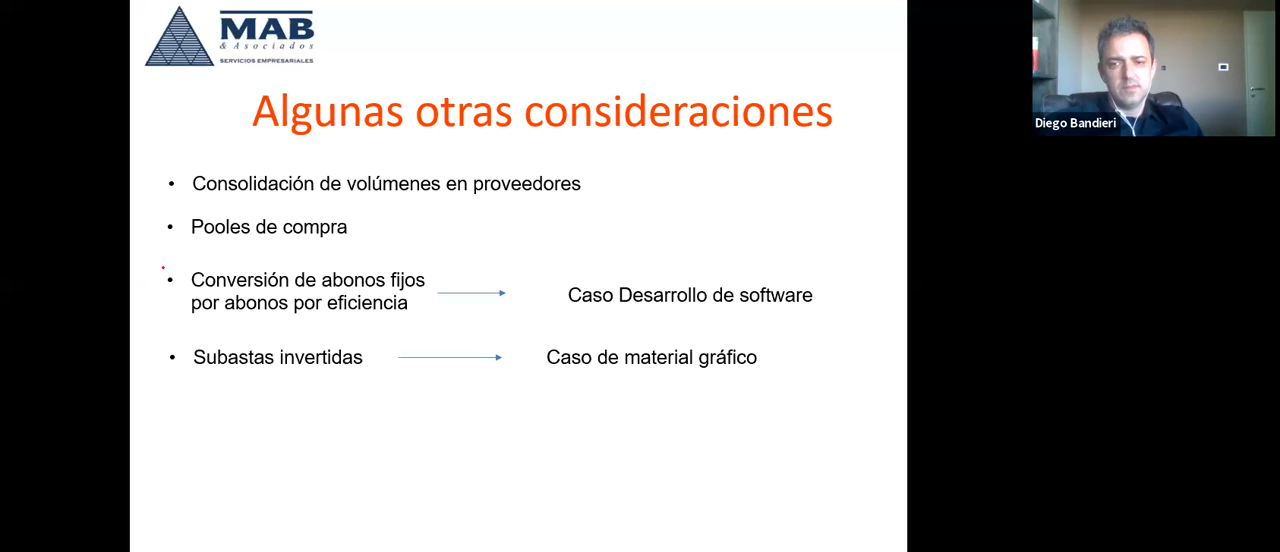 MAB
& Asociados
SERVICIOS EMPRESARIALES
Algunas otras consideraciones
• Consolidación de volúmenes en proveedores
• Pooles de compra
• Conversión de abonos fijos
por abonos por eficiencia
Caso Desarrollo de software
• Subastas invertidas
Caso de material gráfico
Diego Bandieri